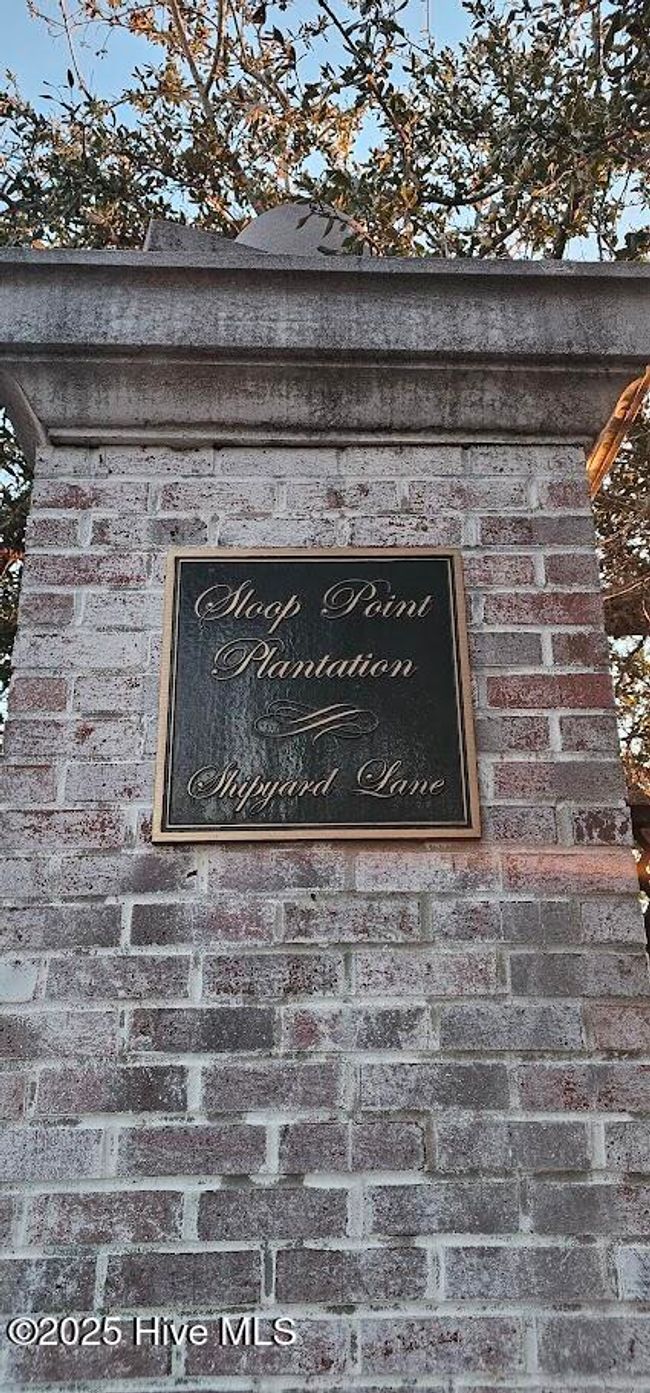 Sloop Point
Plantation
Shipyard Lane
©2025 Hive MLS